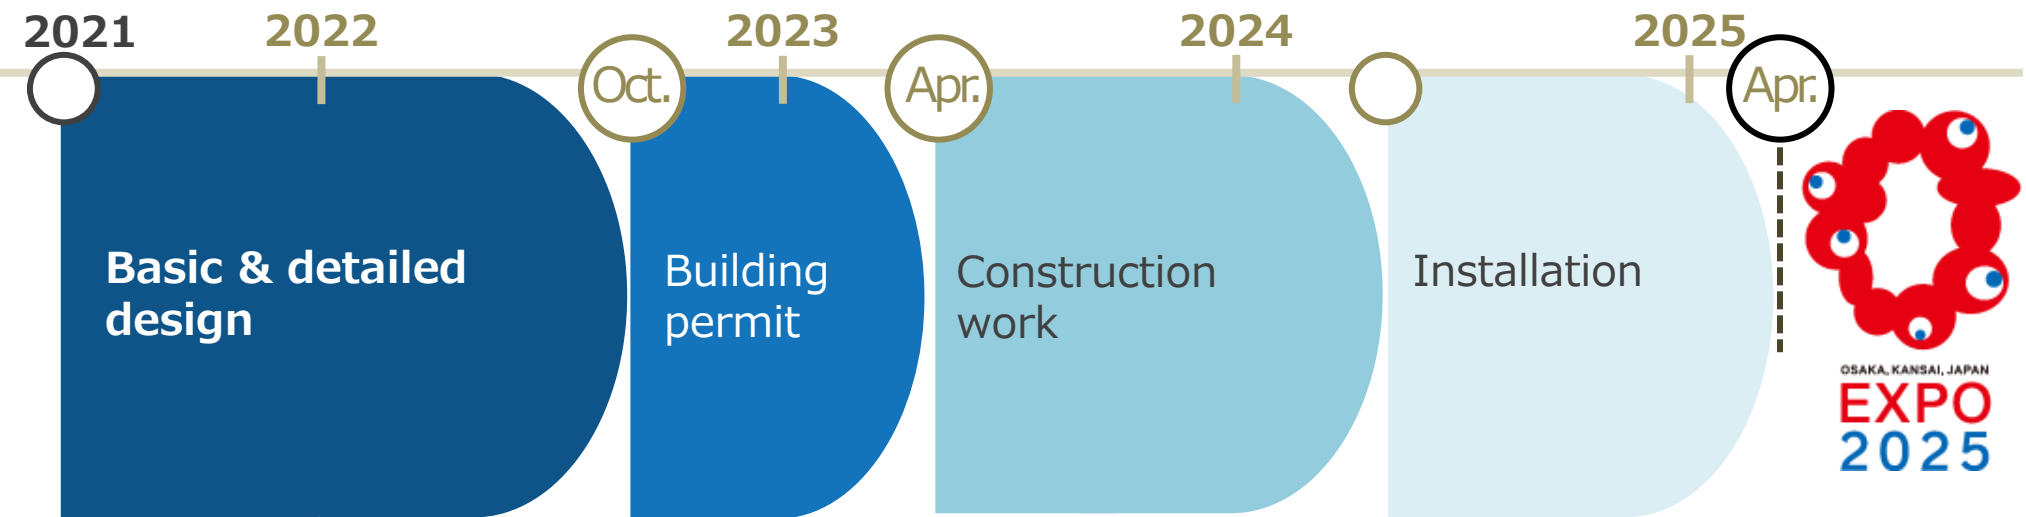 2021
2022
2023
2024
2025
Oct.
Apr.
Apr.
Basic & detailed
design
Building
permit
Construction
work
Installation
OSAKA, KANSAI, JAPAN
EXPO
2025